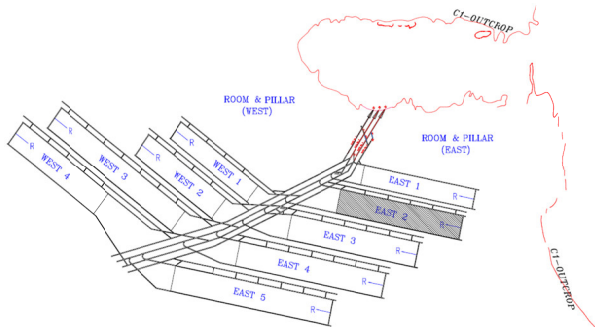 C1-OUTCROP
ROOM & PILLAR
(WEST)
ROOM & PILLAR
(EAST)
R
R
R
R
WEST 4
WEST 3
WEST 2
WEST 1
EAST 1
R
EAST 2
R
EAST 3
R
EAST 4
R
EAST 5
R
C1-OUTCROP